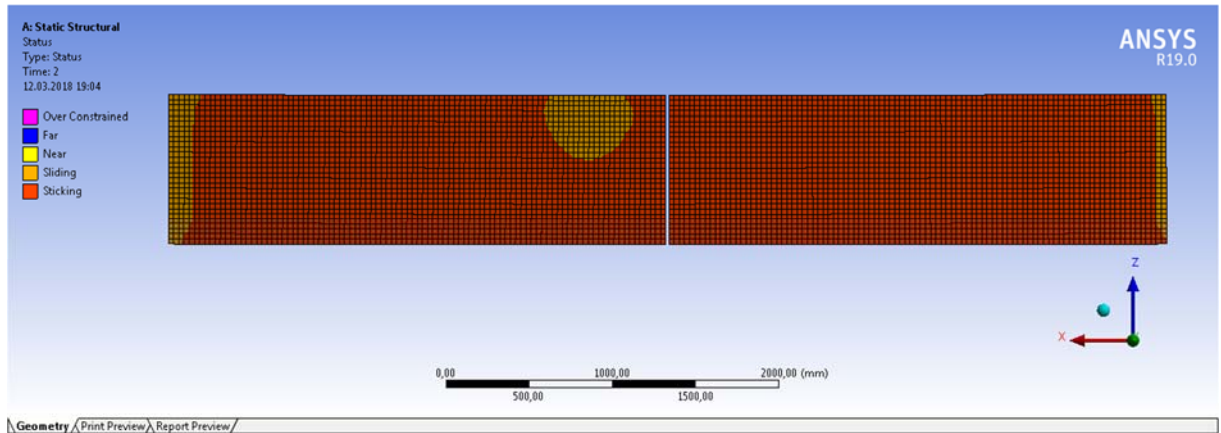 A: Static Structural
Status
Type: Status
Time: 2
12.03.2018 19:04
Over Constrained
Far
Near
Sliding
Sticking
ANSYS
R19.0
Z
X
0,00 1000,00 2000,00 (mm)
500,00 1500,00
Geometry Print Preview Report Preview